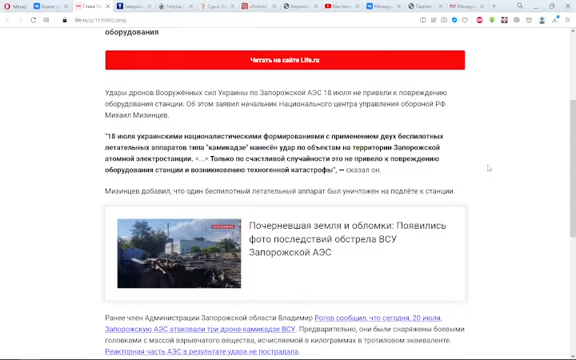 life.ru/p/1510602/amp
оборудования
Читать на сайте Life.ru
Удары дронов Вооружённых сил Украины по Запорожской АЭС 18 июля не привели к повреждению
оборудования станции. Об этом заявил начальник Национального центра управления обороной РФ
Михаил Мизинцев.
"18 июля украинскими националистическими формированиями с применением двух беспилотных
летательных аппаратов типа "камикадзе" нанесён удар по объектам на территории Запорожской
атомной электростанции. <...> Только по счастливой случайности это не привело к повреждению
оборудования станции и возникновению техногенной катастрофы", — сказал он.
Мизинцев добавил, что один беспилотный летательный аппарат был уничтожен на подлёте к станции.
Почерневшая земля и обломки: Появились
фото последствий обстрела ВСУ
Запорожской АЭС
Ранее член Администрации Запорожской области Владимир Рогов сообщил, что сегодня, 20 июля,
Запорожскую АЭС атаковали три дрона-камикадзе ВСУ. Предварительно, они были снаряжены боевыми
головками с массой взрывчатого вещества, исчисляемой в килограммах в тротиловом эквиваленте.
Реакторная часть АЭС в результате удара не пострадала.